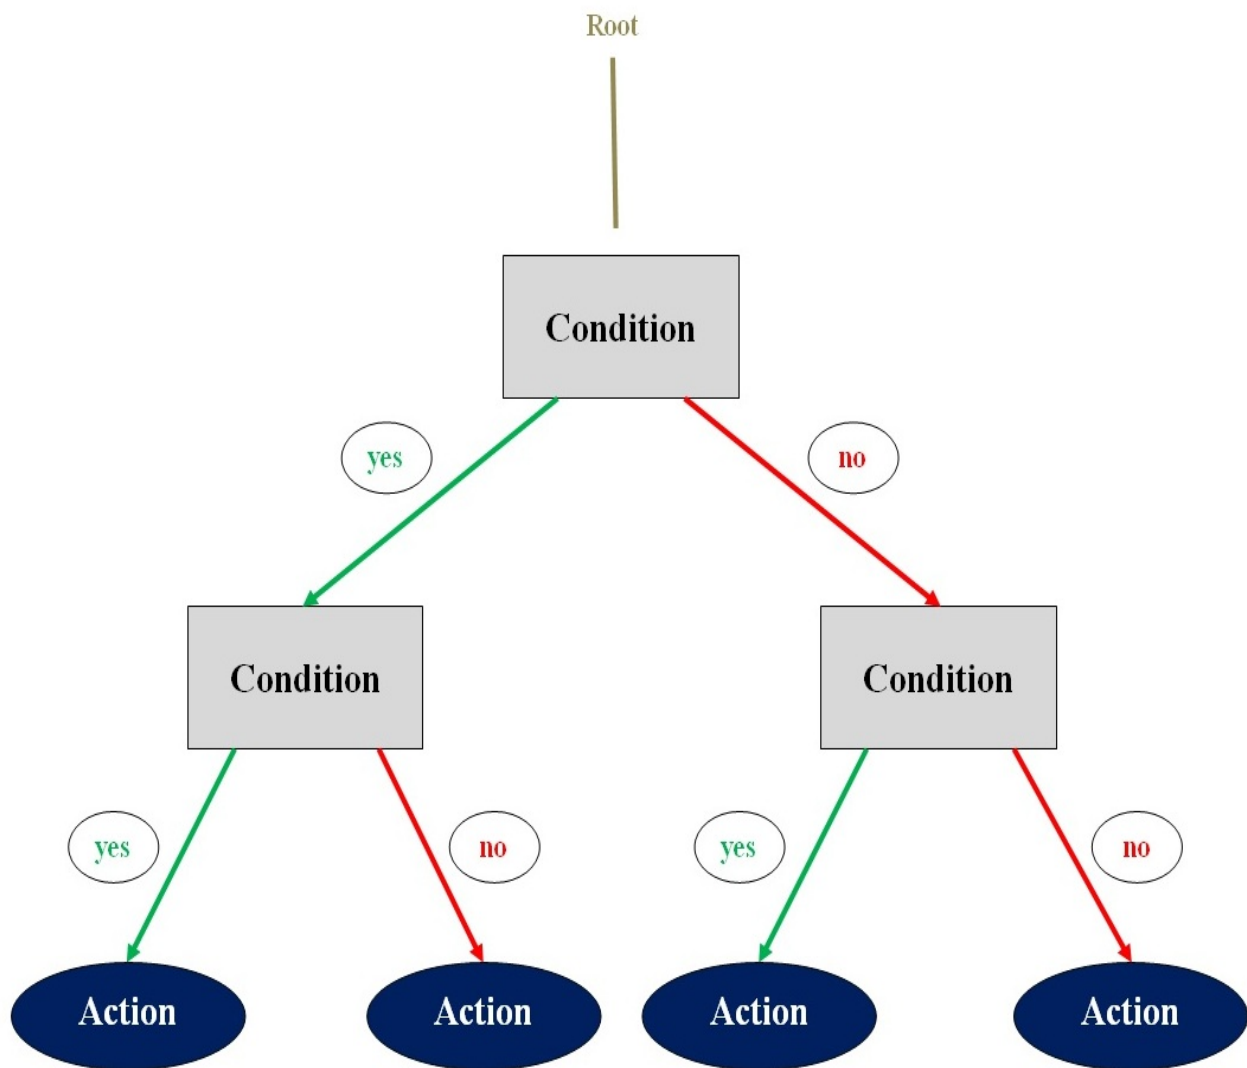 Root
Condition
yes
no
Condition
Condition
yes
no
yes
no
Action
Action
Action
Action